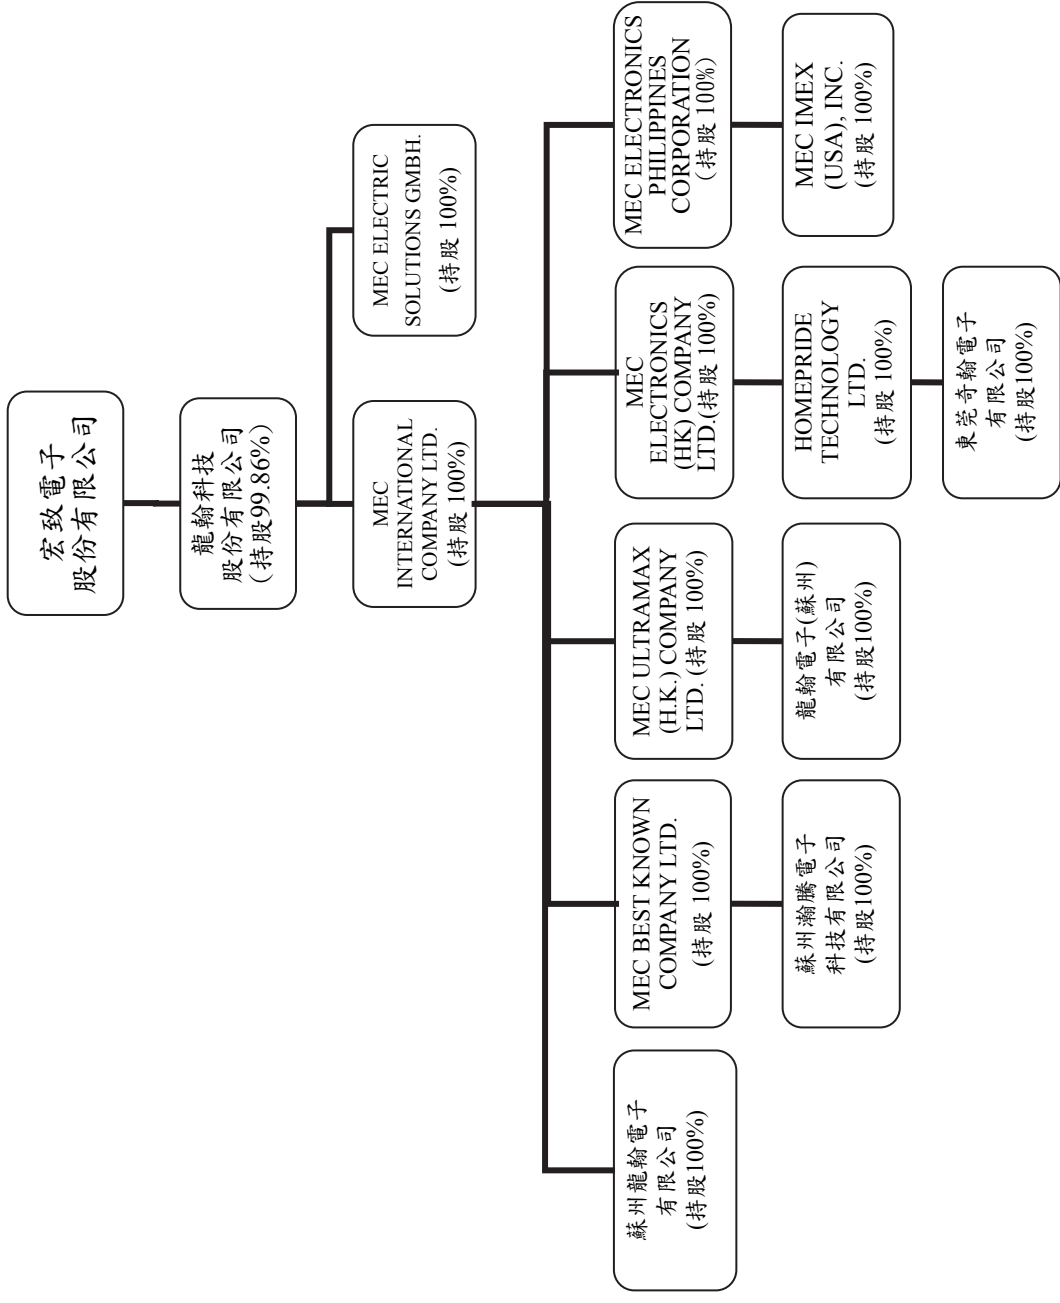 宏致電子
股份有限公司
龍翰科技
股份有限公司
(持股99.86%)
MEC
INTERNATIONAL
COMPANY LTD.
(持股 100%)
MEC ELECTRIC
SOLUTIONS GMBH.
(持股 100%)
蘇州龍翰電子
有限公司
(持股100%)
MEC BEST KNOWN
COMPANY LTD.
(持股 100%)
MEC ULTRAMAX
(H.K.) COMPANY
LTD. (持股 100%)
MEC
ELECTRONICS
(HK) COMPANY
LTD.(持股 100%)
MEC ELECTRONICS
PHILIPPINES
CORPORATION
(持股 100%)
蘇州瀚騰電子
科技有限公司
(持股100%)
龍翰電子(蘇州)
有限公司
(持股100%)
HOMEPRIDE
TECHNOLOGY
LTD.
(持股 100%)
MEC IMEX
(USA), INC.
(持股 100%)
東莞奇翰電子
有限公司
(持股100%)